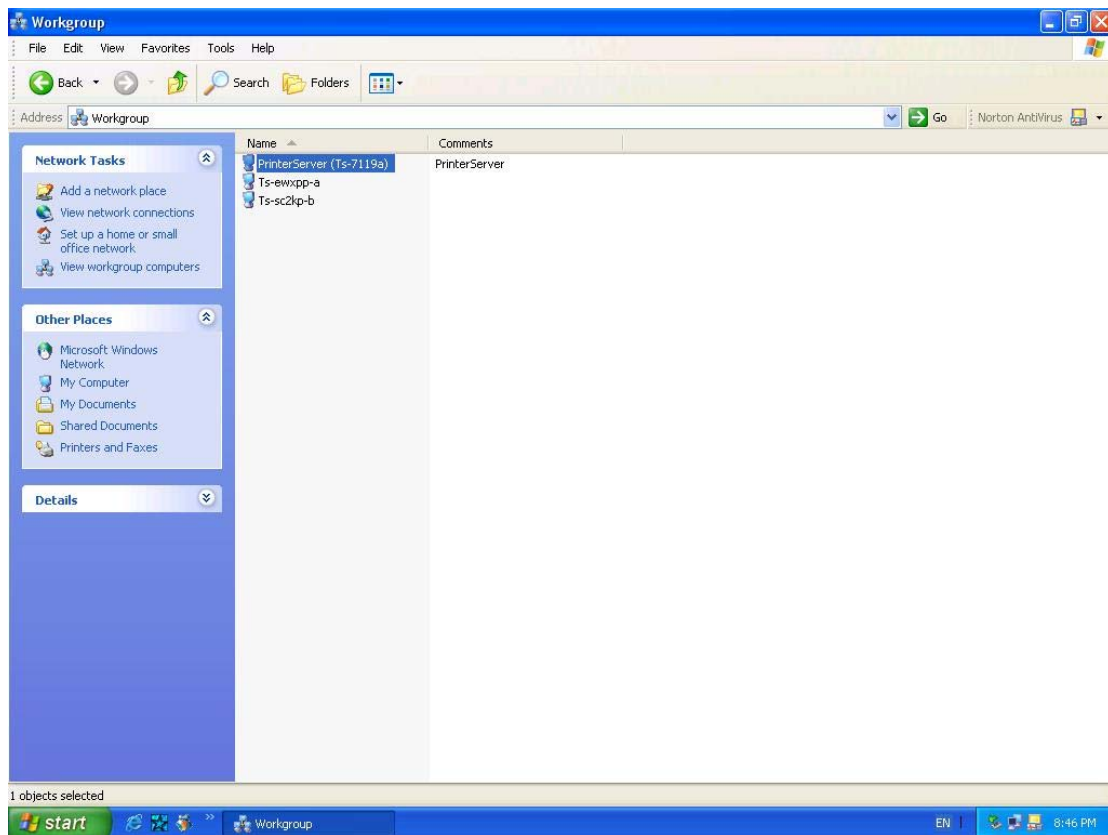 Workgroup
File Edit View Favorites Tools Help
Back Search Folders
Address Workgroup Go Norton AntiVirus
Name Comments
Network Tasks
Add a network place
View network connections
Set up a home or small
office network
View workgroup computers
Other Places
Microsoft Windows
Network
My Computer
My Documents
Shared Documents
Printers and Faxes
Details
PrinterServer (Ts-7119a) PrinterServer
Ts-ewxpp-a
Ts-sc2kp-b
1 objects selected
start Workgroup EN 8:46 PM